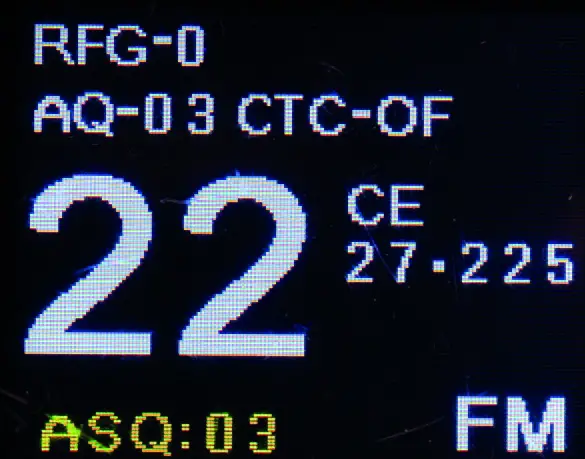 RFG-0
AQ-03 CTC-OF
22
CE
27.225
ASQ:03
FM